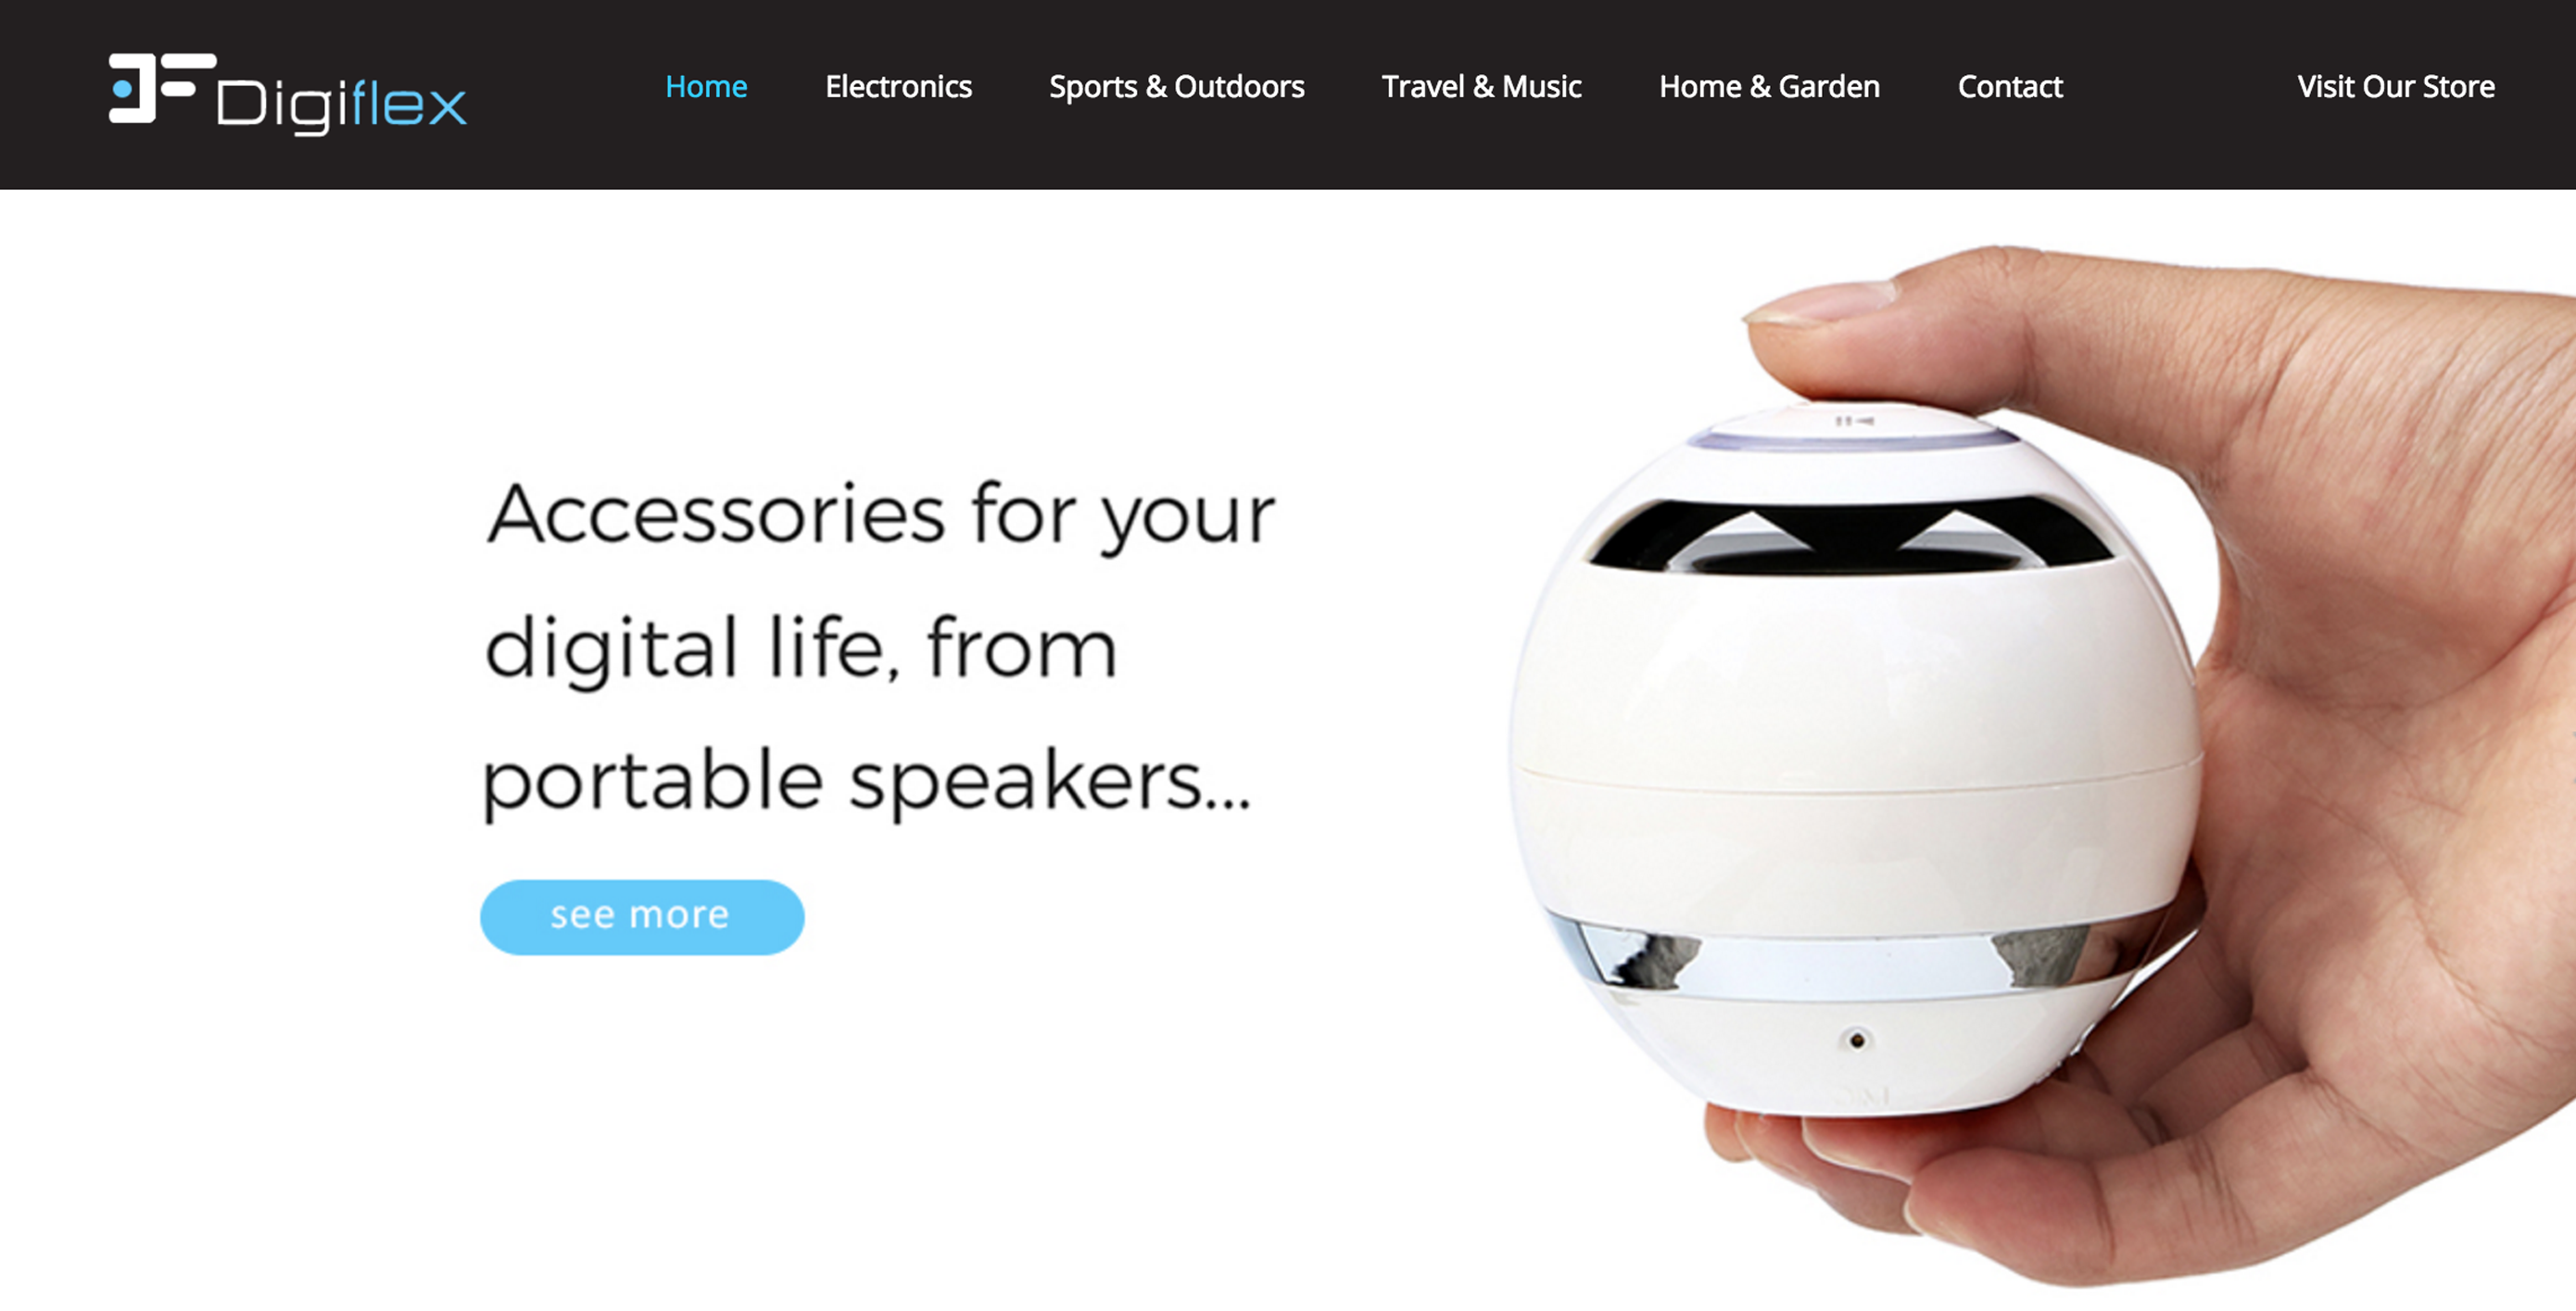 Digiflex
Home Electronics Sports & Outdoors Travel & Music Home & Garden Contact Visit Our Store
Accessories for your
digital life, from
portable speakers...
see more